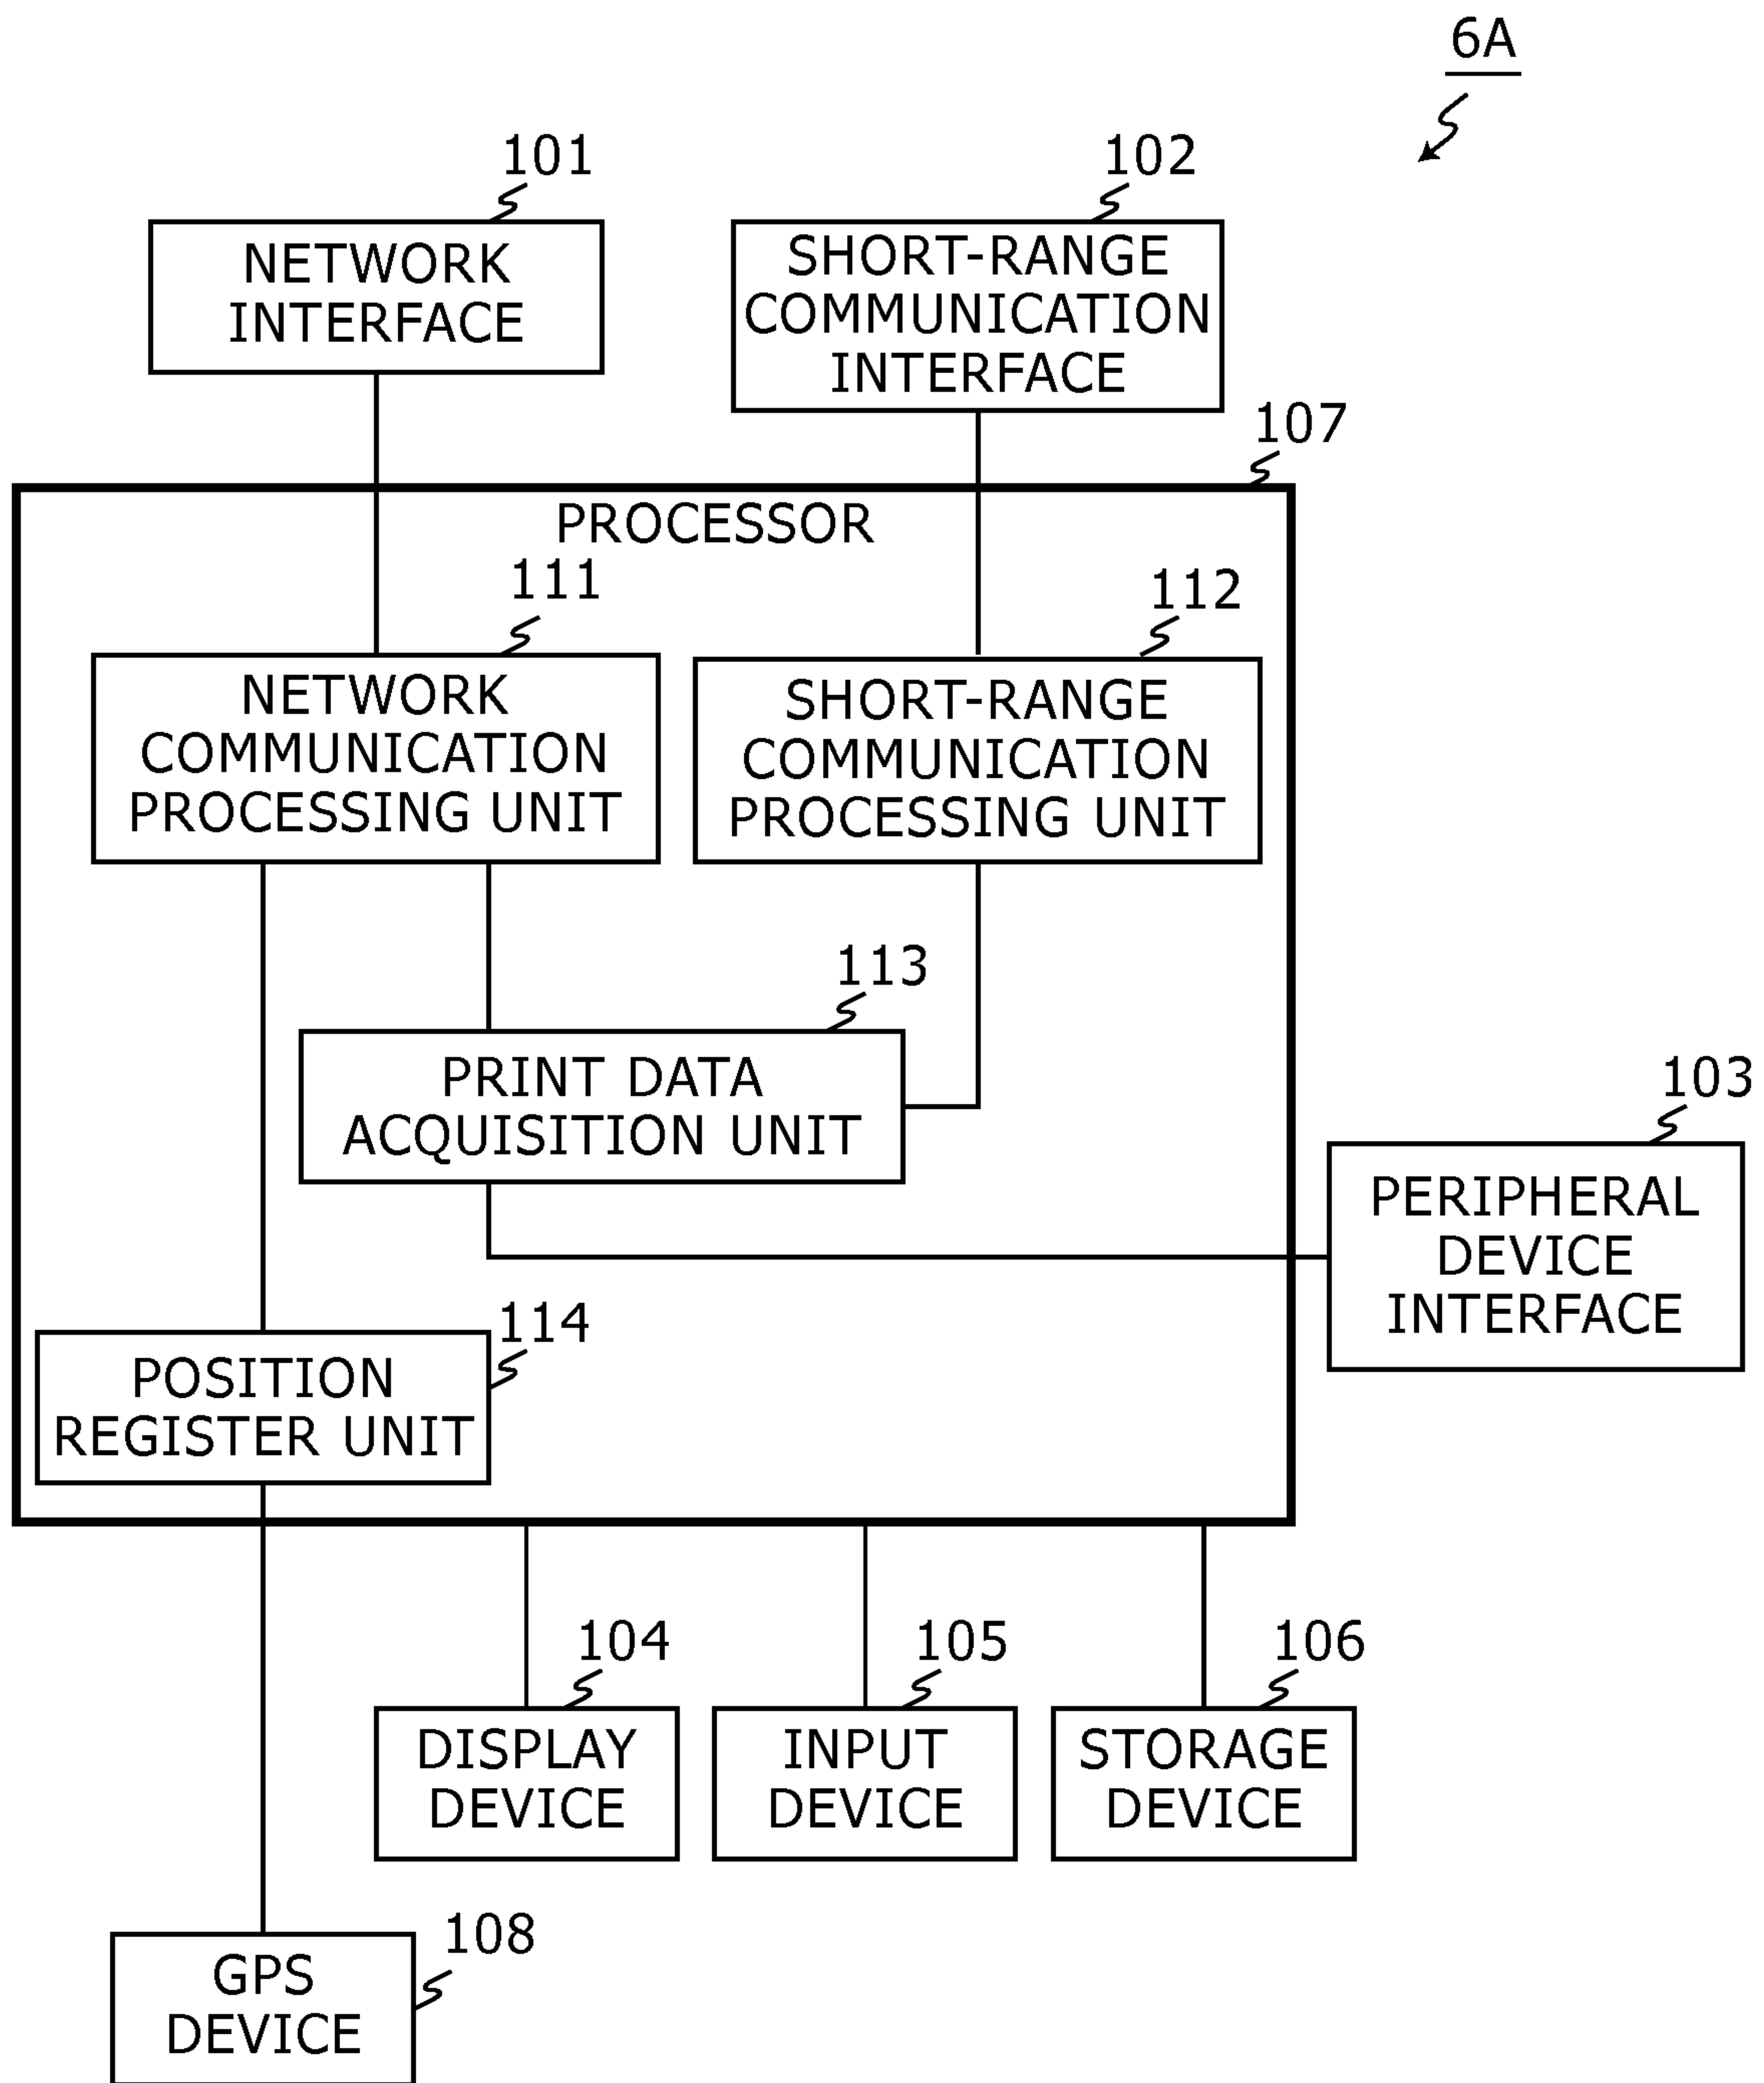 6A
101
102
NETWORK
INTERFACE
SHORT-RANGE
COMMUNICATION
INTERFACE
107
PROCESSOR
111
112
NETWORK
COMMUNICATION
PROCESSING UNIT
SHORT-RANGE
COMMUNICATION
PROCESSING UNIT
113
PRINT DATA
ACQUISITION UNIT
103
PERIPHERAL
DEVICE
INTERFACE
114
POSITION
REGISTER UNIT
104
105
106
DISPLAY
DEVICE
INPUT
DEVICE
STORAGE
DEVICE
108
GPS
DEVICE